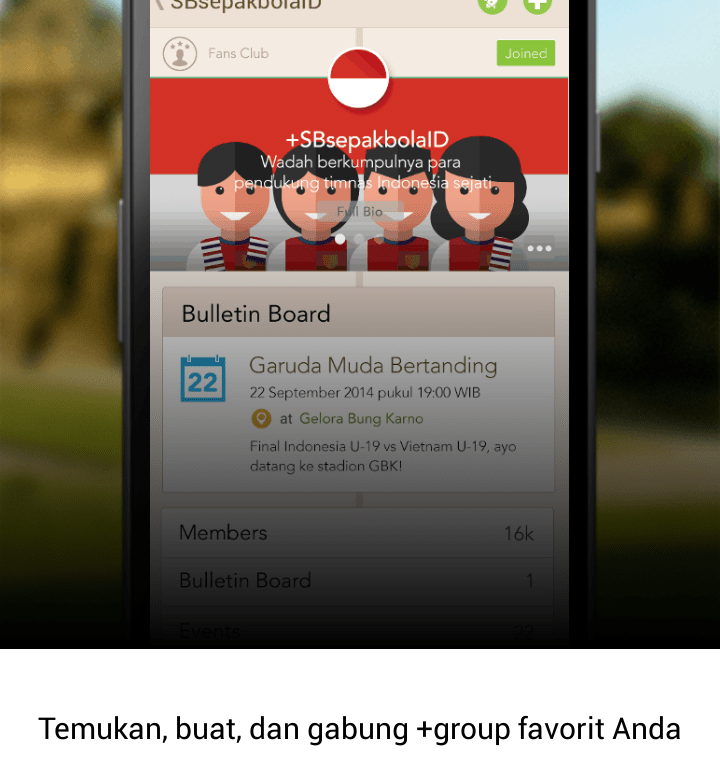 SBsepakbolaID
Fans Club
Joined
+SBsepakbolaID
Wadah berkumpulnya para
pendukung timnas Indonesia sejati.
Full Bio
Bulletin Board
22
Garuda Muda Bertanding
22 September 2014 pukul 19:00 WIB
at Gelora Bung Karno
Final Indonesia U-19 vs Vietnam U-19, ayo
datang ke stadion GBK!
Members 16k
Bulletin Board 1
Events 22
Temukan, buat, dan gabung +group favorit Anda